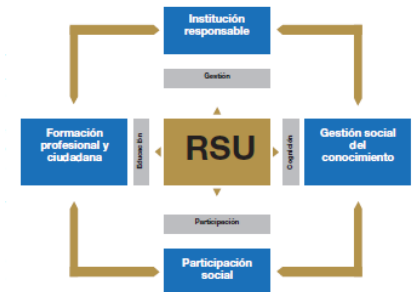 Institución
responsable
Gestión
Formación
profesional y
ciudadana
Educación
RSU
Cognición
Gestión social
del
conocimiento
Participación
Participación
social